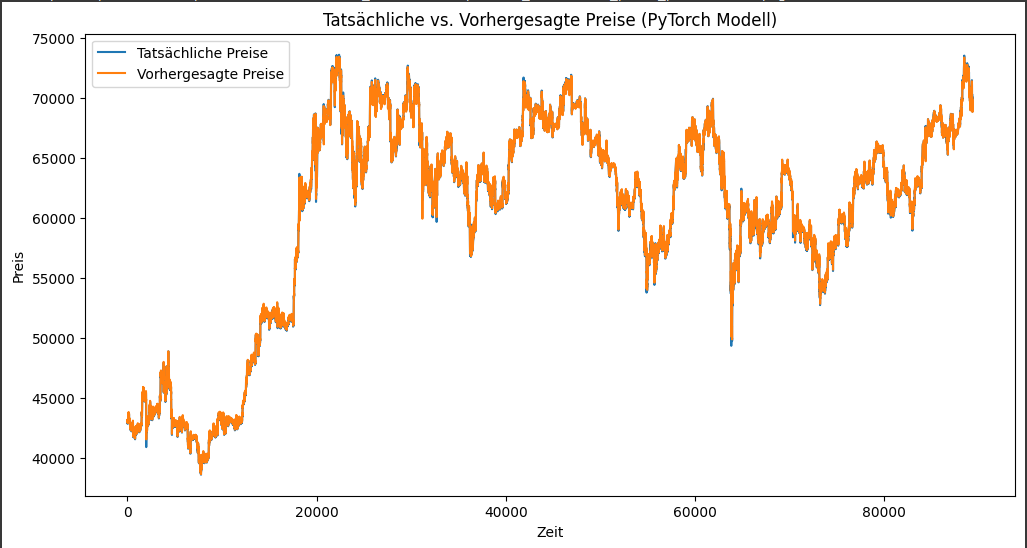 Tatsächliche vs. Vorhergesagte Preise (PyTorch Modell)
Tatsächliche Preise
Vorhergesagte Preise
75000
70000
65000
60000
55000
50000
45000
40000
Preis
0
20000
40000
60000
80000
Zeit